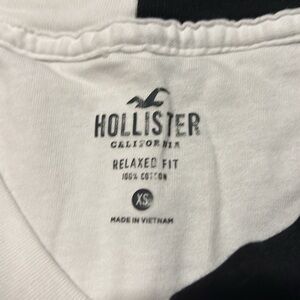 HOLLISTER
CALIFORNIA
RELAXED FIT
100% COTTON
XS
MADE IN VIETNAM